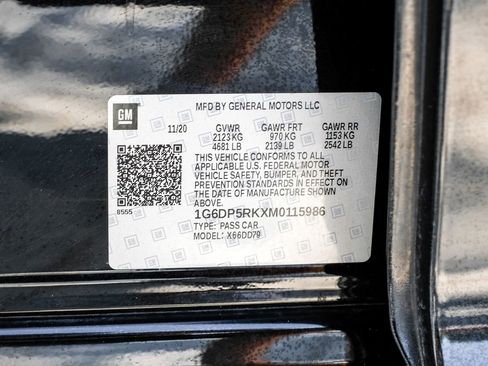 GM
MFD BY GENERAL MOTORS LLC
11/20 GVWR GAWR FRT GAWR RR
2123 KG 970 KG 1153 KG
4681 LB 2139 LB 2542 LB
THIS VEHICLE CONFORMS TO ALL
APPLICABLE U.S. FEDERAL MOTOR
VEHICLE SAFETY, BUMPER, AND THEFT
PREVENTION STANDARDS IN EFFECT ON
THE DATE OF MANUFACTURE SHOWN
ABOVE.
8555
1G6DP5RKXM0115986
TYPE: PASS CAR
MODEL: X66DD79